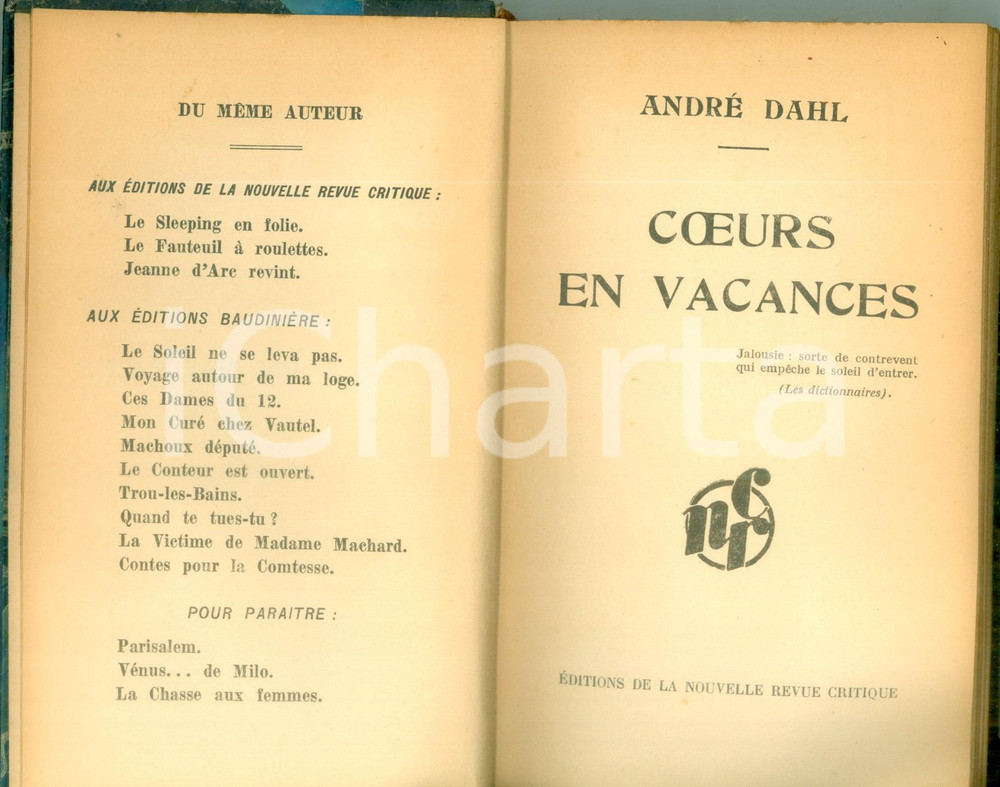 DU MÊME AUTEUR
AUX ÉDITIONS DE LA NOUVELLE REVUE CRITIQUE :
Le Sleeping en folie.
Le Fauteuil à roulettes.
Jeanne d'Arc revint.
AUX ÉDITIONS BAUDINIÈRE :
Le Soleil ne se leva pas.
Voyage autour de ma loge.
Ces Dames du 12.
Mon Curé chez Vautel.
Machoux député.
Le Conteur est ouvert.
Trou-les-Bains.
Quand te tues-tu ?
La Victime de Madame Machard.
Contes pour la Comtesse.
POUR PARAITRE :
Parisalem.
Vénus... de Milo.
La Chasse aux femmes.
ANDRÉ DAHL
CŒURS
EN VACANCES
Jalousie : sorte de contrevent
qui empêche le soleil d'entrer.
(Les dictionnaires).
nrc
ÉDITIONS DE LA NOUVELLE REVUE CRITIQUE
iCharta